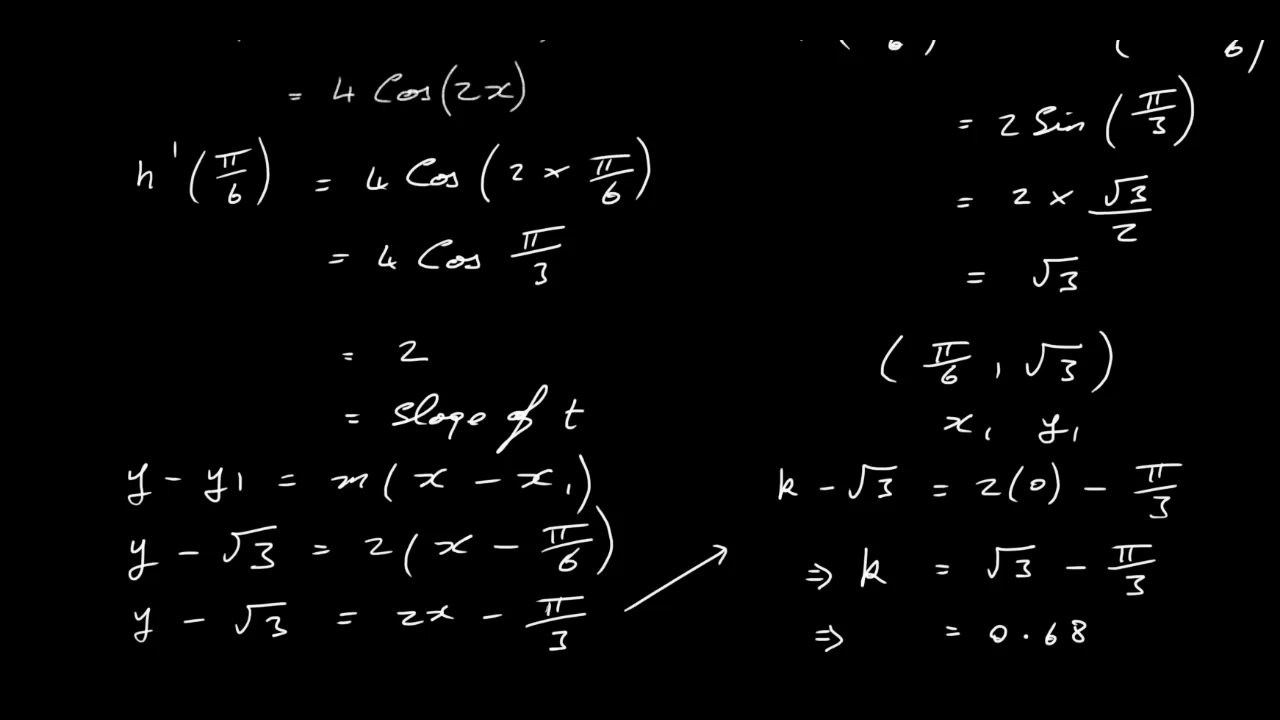 = 4 Cos(2x)
h'(π/6) = 4 Cos(2 × π/6)
= 4 Cos π/3
= 2
= slope of t
y - y₁ = m(x - x₁)
y - √3 = 2(x - π/6)
y - √3 = 2x - π/3
( 6)
( 6)
= 2 Sin(π/3)
= 2 × √3/2
= √3
(π/6, √3)
x₁ y₁
k - √3 = 2(0) - π/3
⇒ k = √3 - π/3
⇒ = 0.68